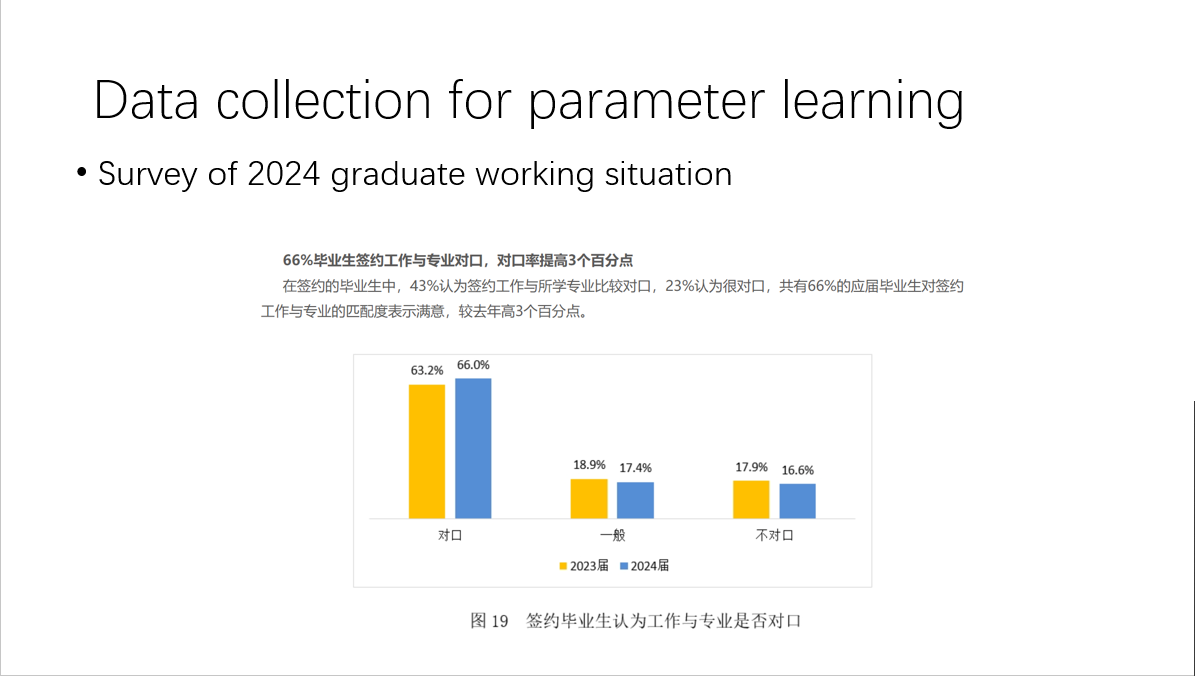 Data collection for parameter learning
• Survey of 2024 graduate working situation
66%毕业生签约工作与专业对口，对口率提高3个百分点
在签约的毕业生中，43%认为签约工作与所学专业比较对口，23%认为很对口，共有66%的应届毕业生对签约
工作与专业的匹配度表示满意，较去年高3个百分点。
63.2% 66.0%
18.9% 17.4%
17.9% 16.6%
对口 一般 不对口
2023届 2024届
图 19 签约毕业生认为工作与专业是否对口